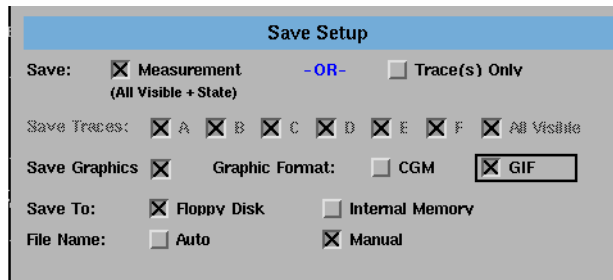 Save Setup
Save: Measurement -OR- Trace(s) Only
(All Visible + State)
Save Traces: A B C D E F All Visible
Save Graphics Graphic Format: CGM GIF
Save To: Floppy Disk Internal Memory
File Name: Auto Manual